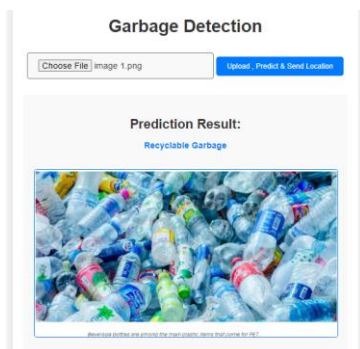 Garbage Detection
Choose File image 1.png
Upload , Predict & Send Location
Prediction Result:
Recyclable Garbage
Beverage bottles are among the main plastic items that come for PET.